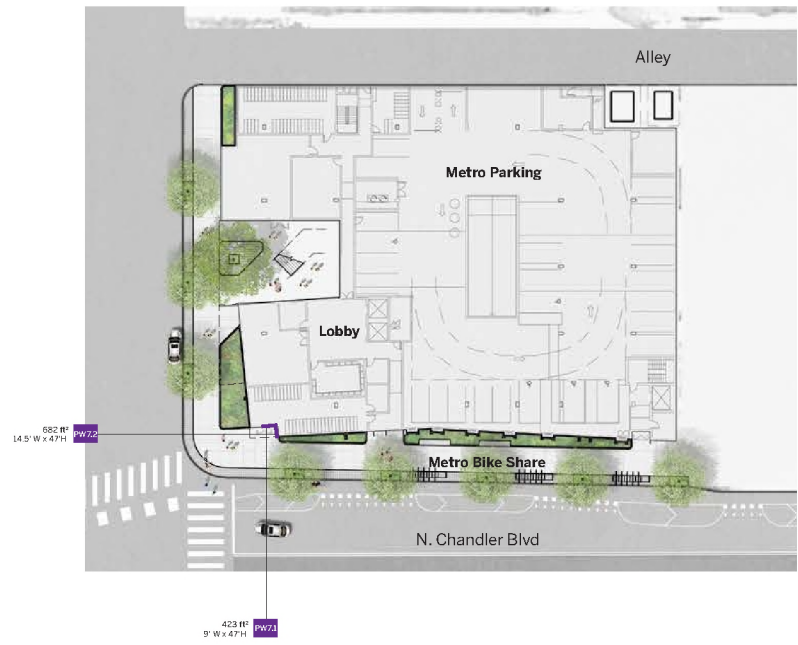 Alley
Metro Parking
Lobby
682 ft²
14.5' W x 47'H
PW7.2
Metro Bike Share
N. Chandler Blvd
423 ft²
9' W x 47'H
PW7.1